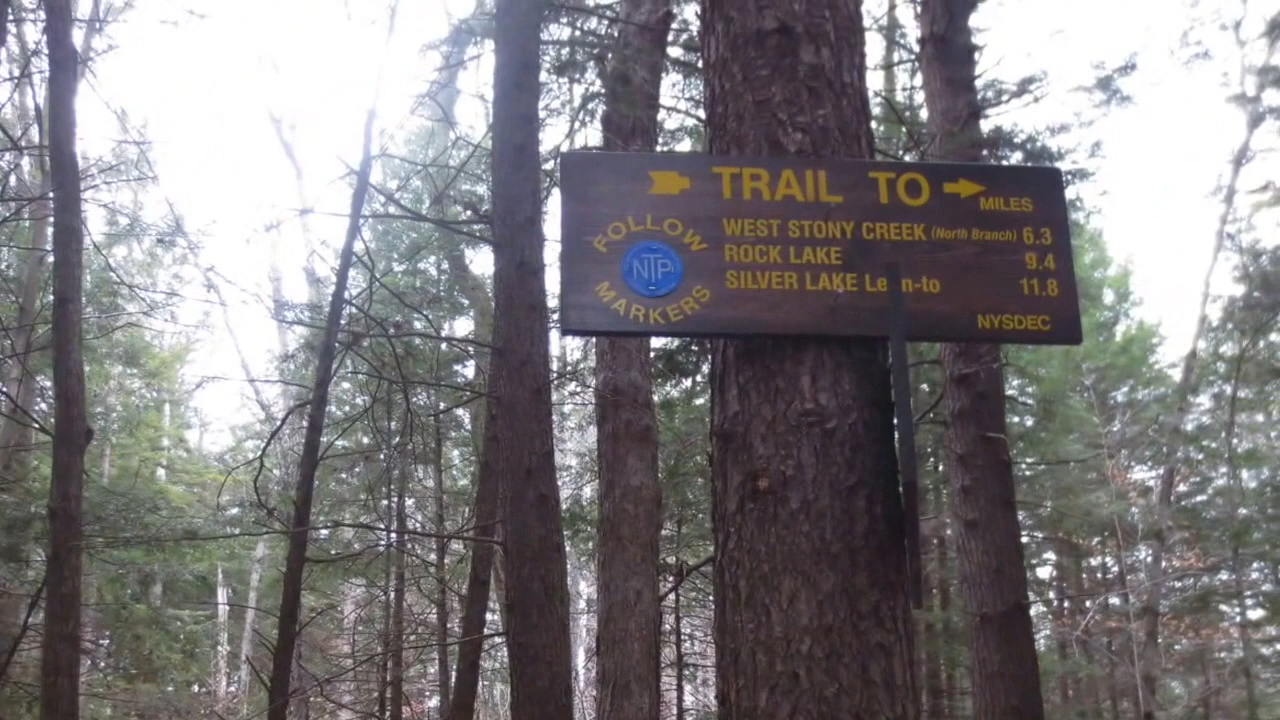 TRAIL TO
MILES
FOLLOW
NTP
MARKERS
WEST STONY CREEK (North Branch) 6.3
ROCK LAKE 9.4
SILVER LAKE Lean-to 11.8
NYSDEC